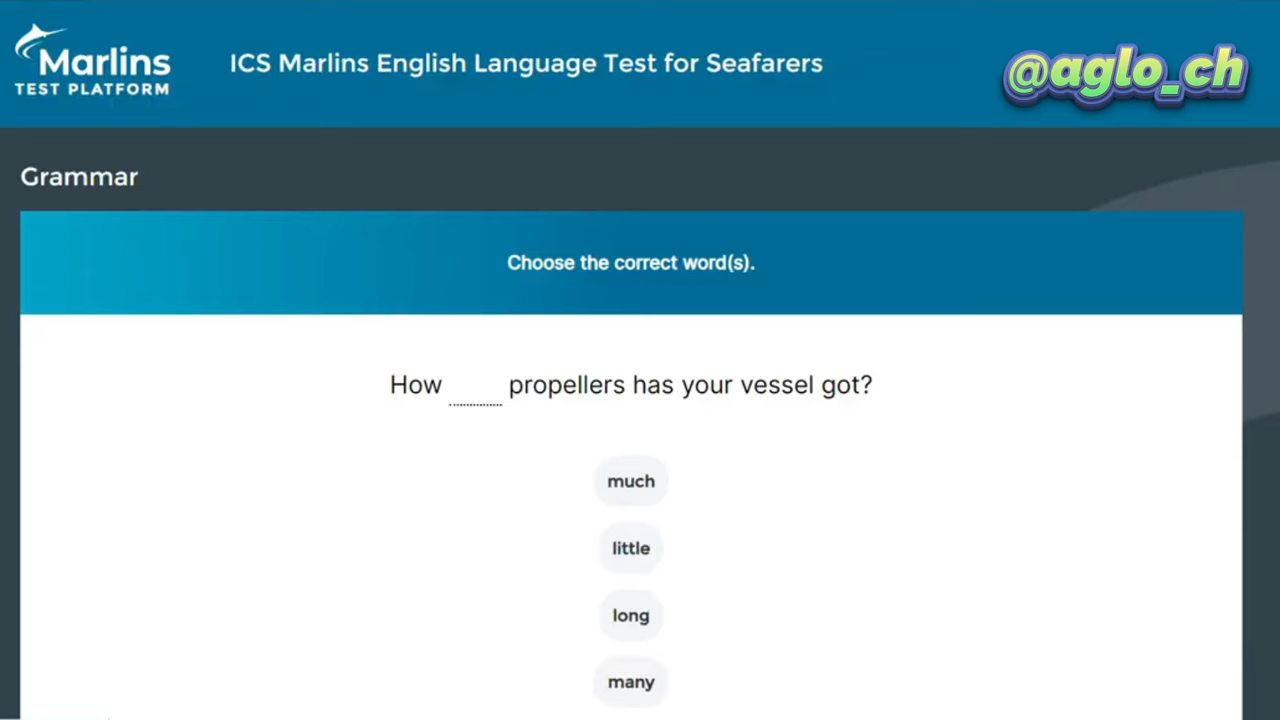 Marlins
TEST PLATFORM
ICS Marlins English Language Test for Seafarers
@aglo_ch
Grammar
Choose the correct word(s).
How ____ propellers has your vessel got?
much
little
long
many